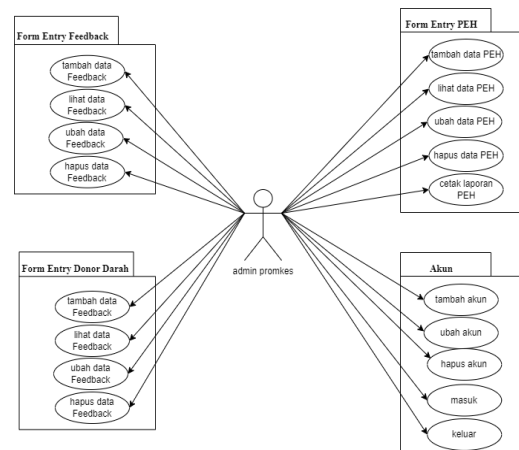 Form Entry Feedback
tambah data
Feedback
lihat data
Feedback
ubah data
Feedback
hapus data
Feedback
Form Entry PEH
tambah data PEH
lihat data PEH
ubah data PEH
hapus data PEH
cetak laporan
PEH
admin promkes
Form Entry Donor Darah
tambah data
Feedback
lihat data
Feedback
ubah data
Feedback
hapus data
Feedback
Akun
tambah akun
ubah akun
hapus akun
masuk
keluar